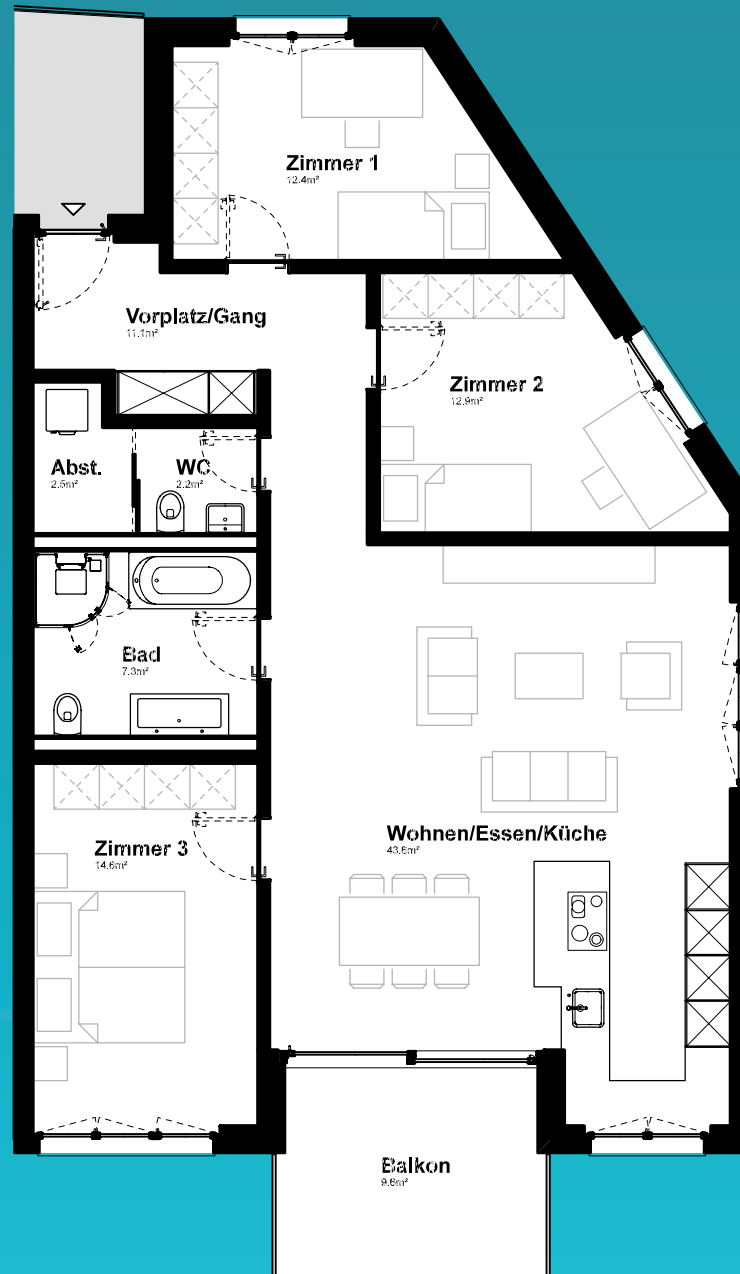 Zimmer 1
12.4m²
Vorplatz/Gang
11.1m²
Zimmer 2
12.9m²
Abst.
2.5m²
WC
2.2m²
Bad
7.3m²
Wohnen/Essen/Küche
43.6m²
Zimmer 3
14.6m²
Balkon
9.6m²